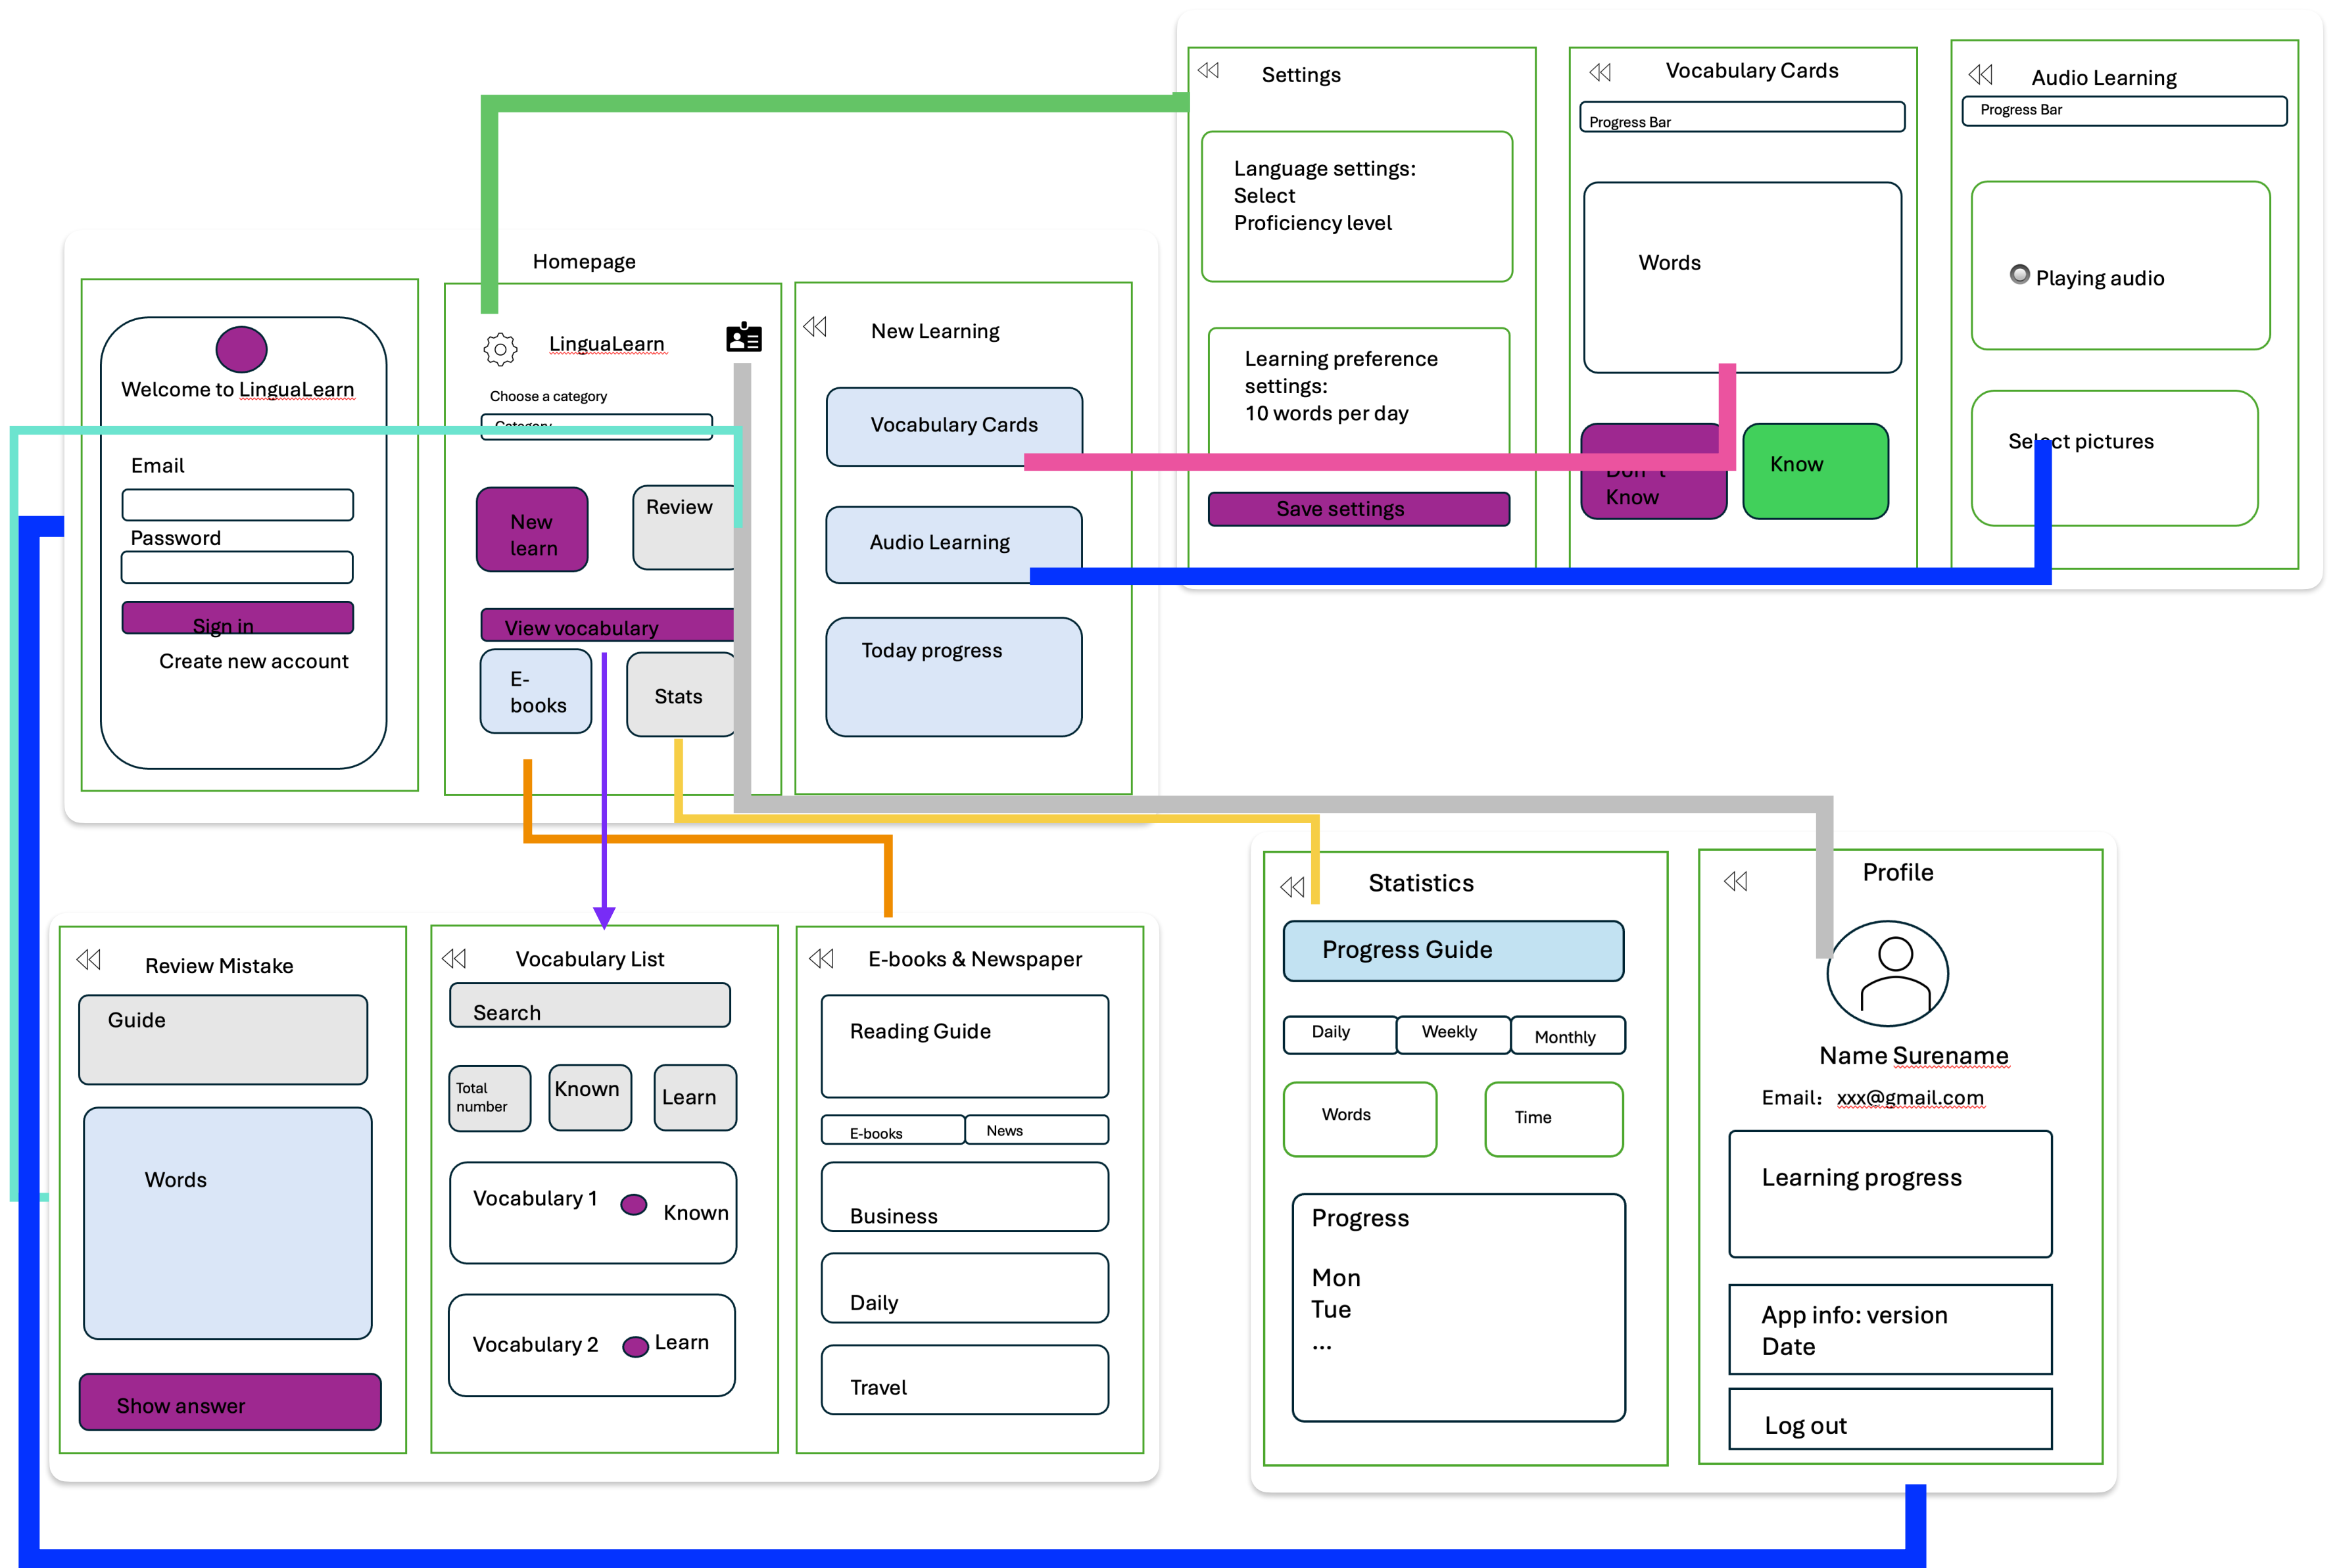 Settings
Language settings:
Select
Proficiency level
Learning preference
settings:
10 words per day
Save settings
Vocabulary Cards
Progress Bar
Words
Don't
Know
Know
Audio Learning
Progress Bar
Playing audio
Select pictures
Welcome to LinguaLearn
Email
Password
Sign in
Create new account
Homepage
LinguaLearn
Choose a category
Category
New
learn
Review
View vocabulary
E-
books
Stats
New Learning
Vocabulary Cards
Audio Learning
Today progress
Review Mistake
Guide
Words
Show answer
Vocabulary List
Search
Total
number
Known
Learn
Vocabulary 1
Known
Vocabulary 2
Learn
E-books & Newspaper
Reading Guide
E-books
News
Business
Daily
Travel
Statistics
Progress Guide
Daily
Weekly
Monthly
Words
Time
Progress
Mon
Tue
...
Profile
Name Surename
Email： xxx@gmail.com
Learning progress
App info: version
Date
Log out